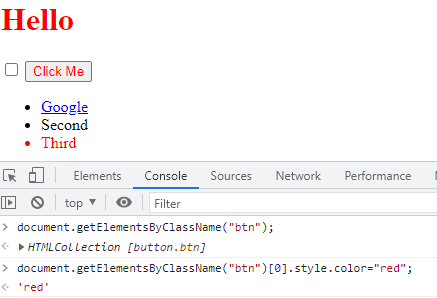 Hello
Click Me
Google
Second
Third
Elements Console Sources Network Performance M
top Filter
document.getElementsByClassName("btn");
HTMLCollection [button.btn]
document.getElementsByClassName("btn")[0].style.color="red";
'red'